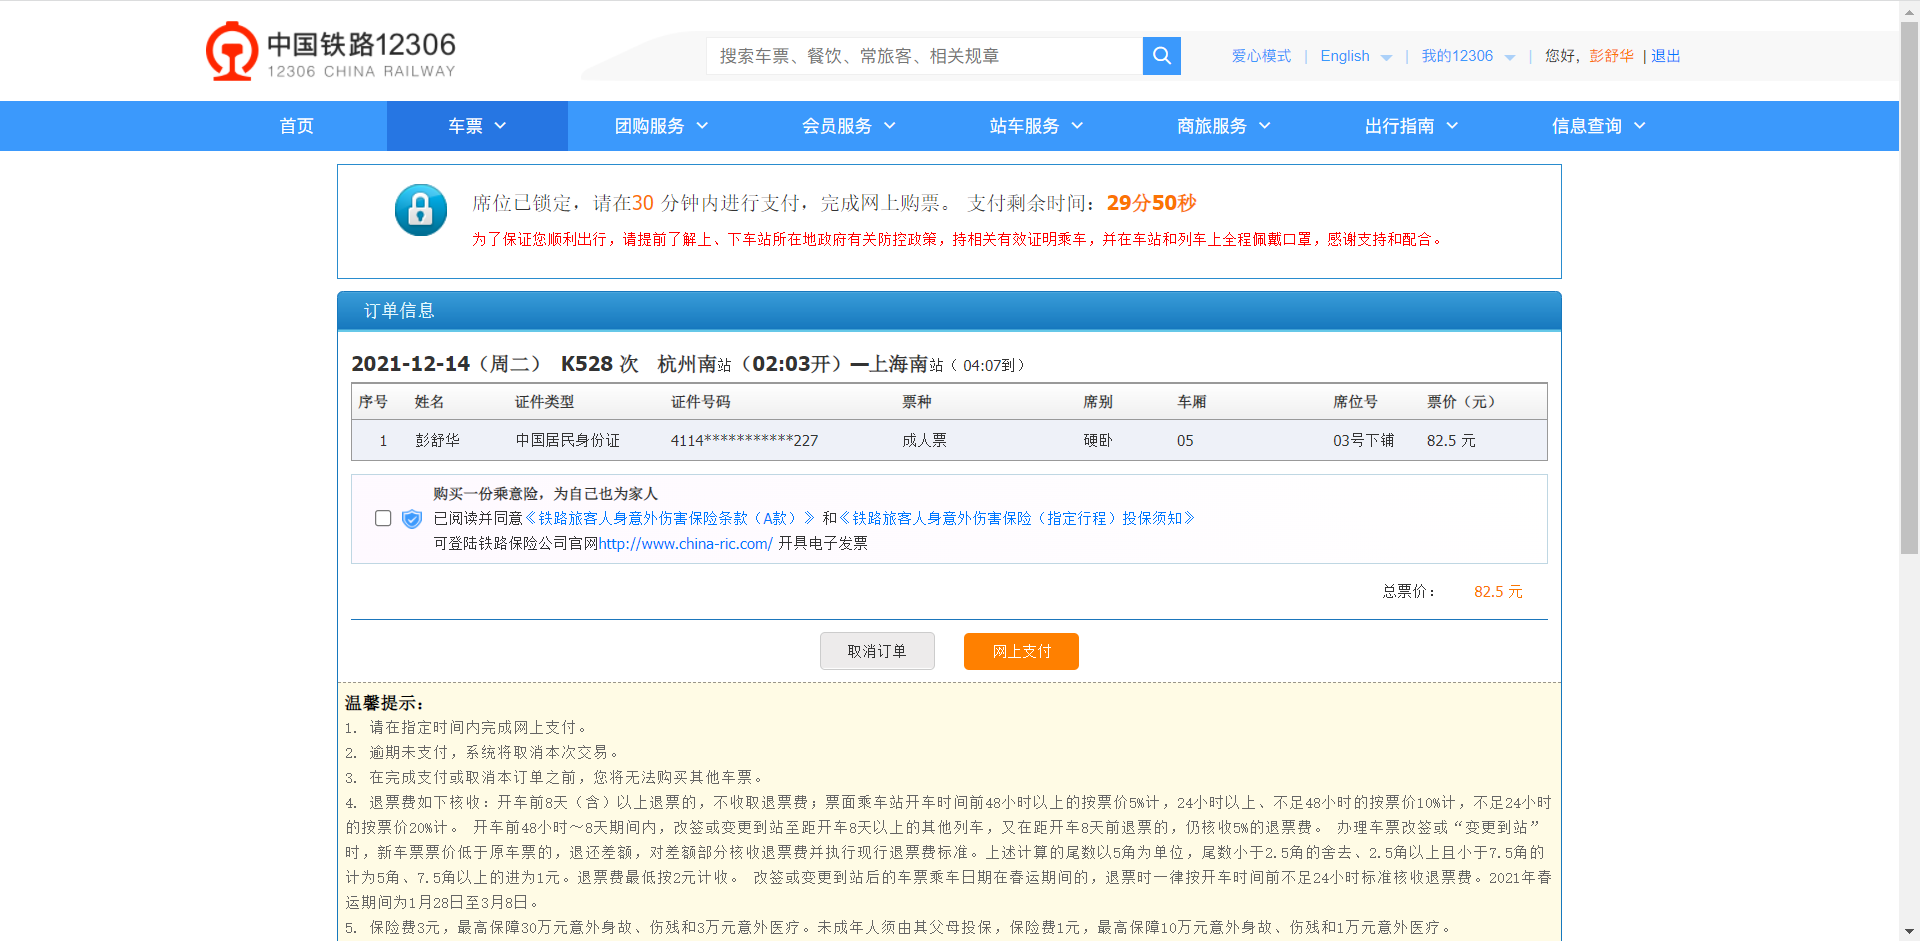 中国铁路12306
12306 CHINA RAILWAY
搜索车票、餐饮、常旅客、相关规章
爱心模式 | English | 我的12306 | 您好，彭舒华 | 退出
首页 车票 团购服务 会员服务 站车服务 商旅服务 出行指南 信息查询
席位已锁定，请在30 分钟内进行支付，完成网上购票。 支付剩余时间：29分50秒
为了保证您顺利出行，请提前了解上、下车站所在地政府有关防控政策，持相关有效证明乘车，并在车站和列车上全程佩戴口罩，感谢支持和配合。
订单信息
2021-12-14（周二） K528 次 杭州南站（02:03开）—上海南站（ 04:07到）
序号 姓名 证件类型 证件号码 票种 席别 车厢 席位号 票价（元）
1 彭舒华 中国居民身份证 4114***********227 成人票 硬卧 05 03号下铺 82.5 元
购买一份乘意险，为自己也为家人
已阅读并同意《铁路旅客人身意外伤害保险条款（A款）》 和《铁路旅客人身意外伤害保险（指定行程）投保须知》
可登陆铁路保险公司官网http://www.china-ric.com/ 开具电子发票
总票价： 82.5 元
取消订单 网上支付
温馨提示：
1. 请在指定时间内完成网上支付。
2. 逾期未支付，系统将取消本次交易。
3. 在完成支付或取消本订单之前，您将无法购买其他车票。
4. 退票费如下核收：开车前8天（含）以上退票的，不收取退票费；票面乘车站开车时间前48小时以上的按票价5%计，24小时以上、不足48小时的按票价10%计，不足24小时
的按票价20%计。 开车前48小时～8天期间内，改签或变更到站至距开车8天以上的其他列车，又在距开车8天前退票的，仍核收5%的退票费。 办理车票改签或“变更到站”
时，新车票票价低于原车票的，退还差额，对差额部分核收退票费并执行现行退票费标准。上述计算的尾数以5角为单位，尾数小于2.5角的舍去、2.5角以上且小于7.5角的
计为5角、7.5角以上的进为1元。退票费最低按2元计收。 改签或变更到站后的车票乘车日期在春运期间的，退票时一律按开车时间前不足24小时标准核收退票费。2021年春
运期间为1月28日至3月8日。
5. 保险费3元，最高保障30万元意外身故、伤残和3万元意外医疗。未成年人须由其父母投保，保险费1元，最高保障10万元意外身故、伤残和1万元意外医疗。